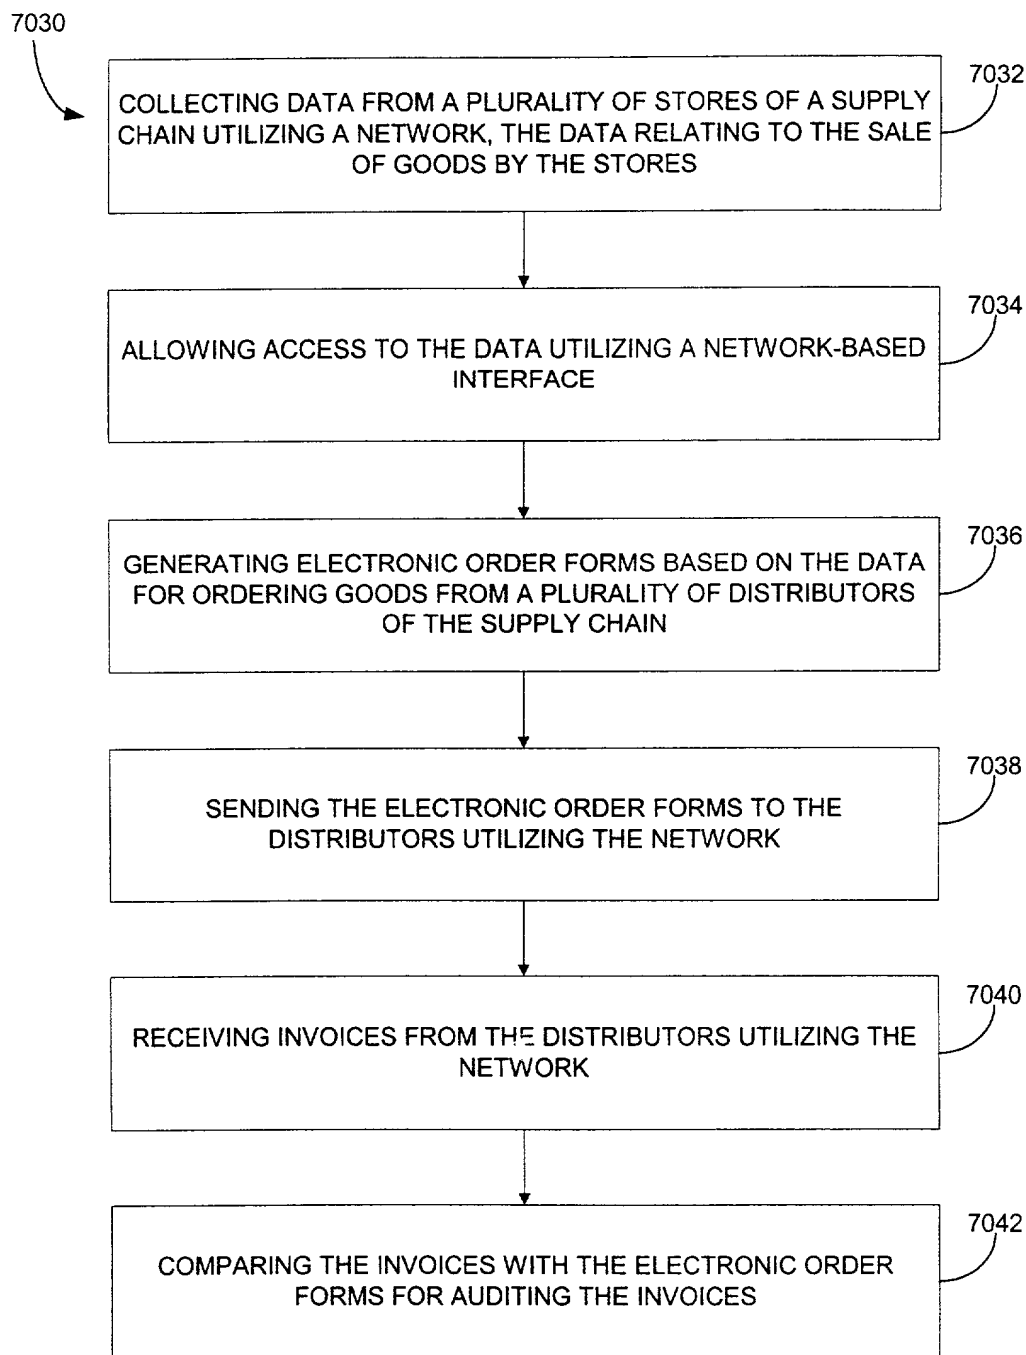 7030
7032
COLLECTING DATA FROM A PLURALITY OF STORES OF A SUPPLY
CHAIN UTILIZING A NETWORK, THE DATA RELATING TO THE SALE
OF GOODS BY THE STORES
7034
ALLOWING ACCESS TO THE DATA UTILIZING A NETWORK-BASED
INTERFACE
7036
GENERATING ELECTRONIC ORDER FORMS BASED ON THE DATA
FOR ORDERING GOODS FROM A PLURALITY OF DISTRIBUTORS
OF THE SUPPLY CHAIN
7038
SENDING THE ELECTRONIC ORDER FORMS TO THE
DISTRIBUTORS UTILIZING THE NETWORK
7040
RECEIVING INVOICES FROM THE DISTRIBUTORS UTILIZING THE
NETWORK
7042
COMPARING THE INVOICES WITH THE ELECTRONIC ORDER
FORMS FOR AUDITING THE INVOICES